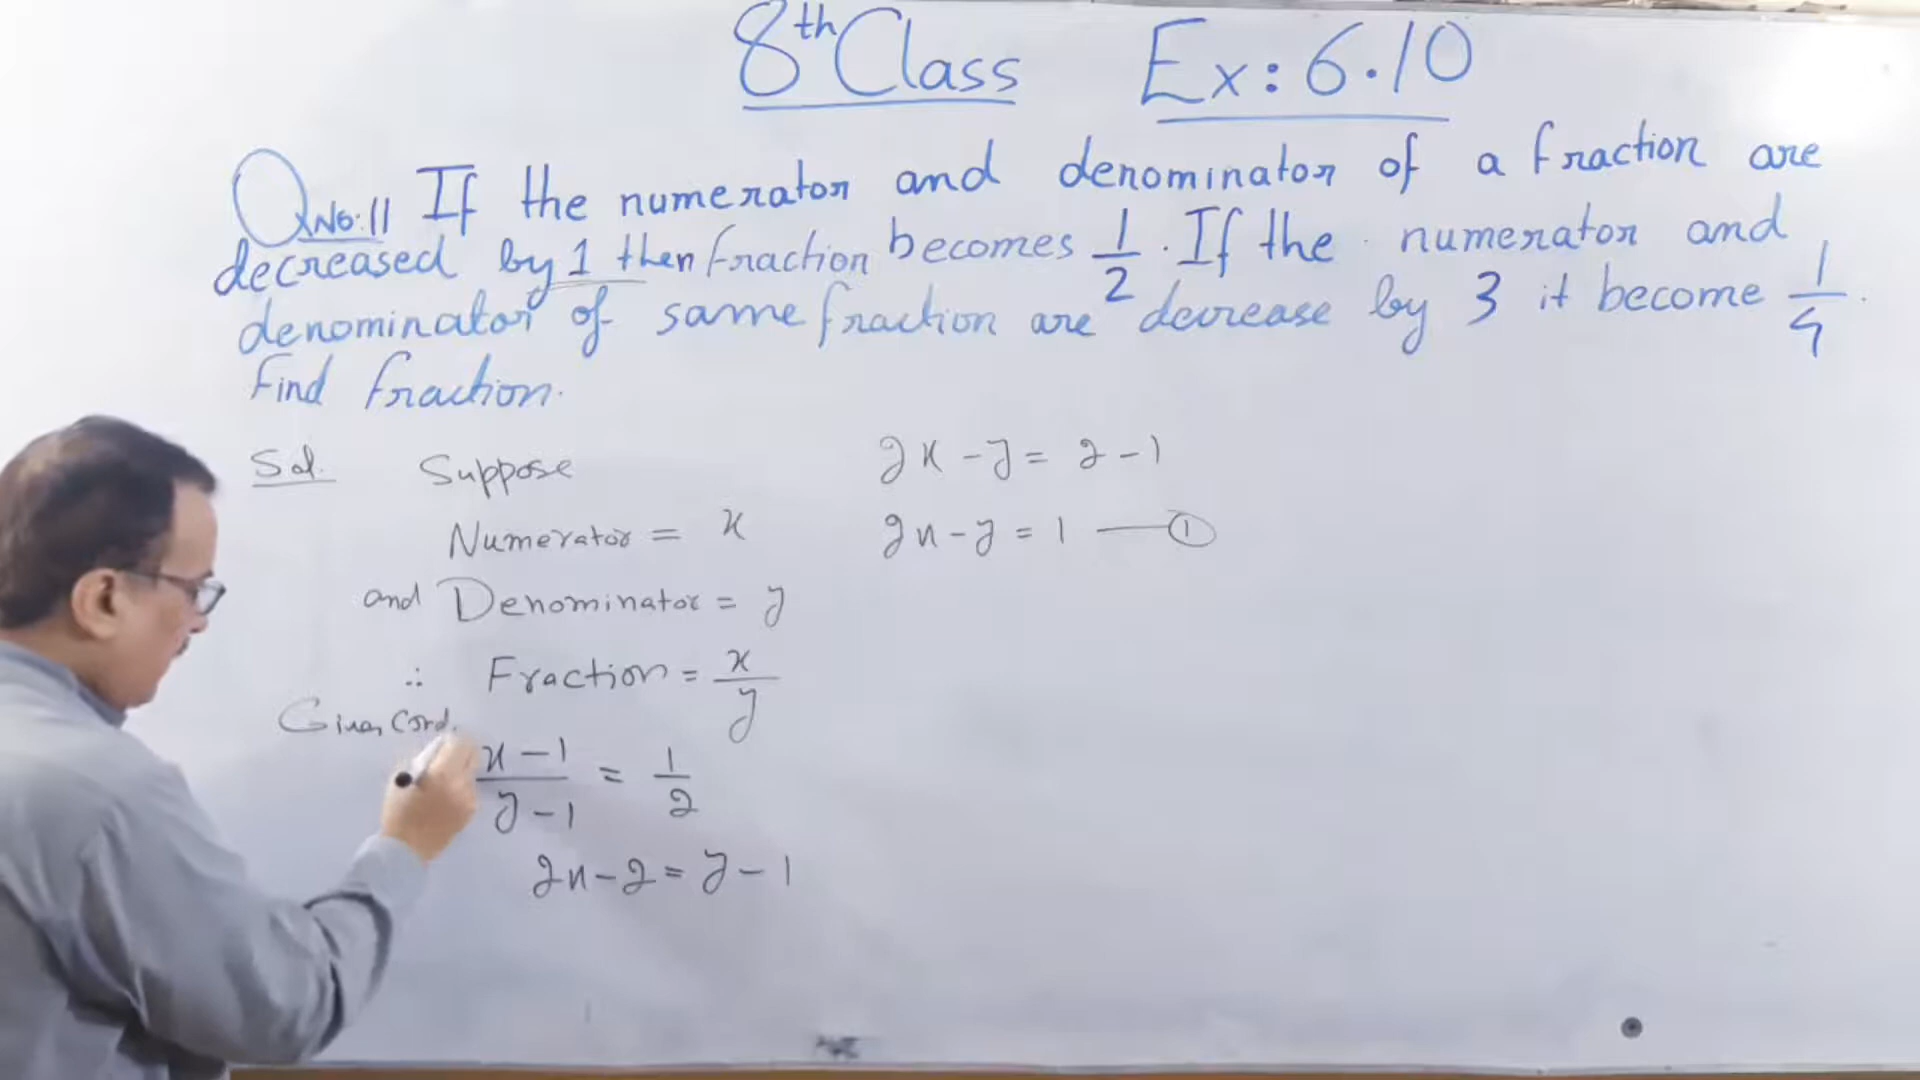 8th Class Ex: 6.10
Q No: 11 If the numerator and denominator of a fraction are
decreased by 1 then fraction becomes 1/2. If the numerator and
denominator of same fraction are decrease by 3 it become 1/4.
Find fraction.
Sol. Suppose
Numerator = x
and Denominator = y
∴ Fraction = x/y
Given Cond.
x-1/y-1 = 1/2
2x-2 = y-1
2x-y = 2-1
2x-y = 1 —①